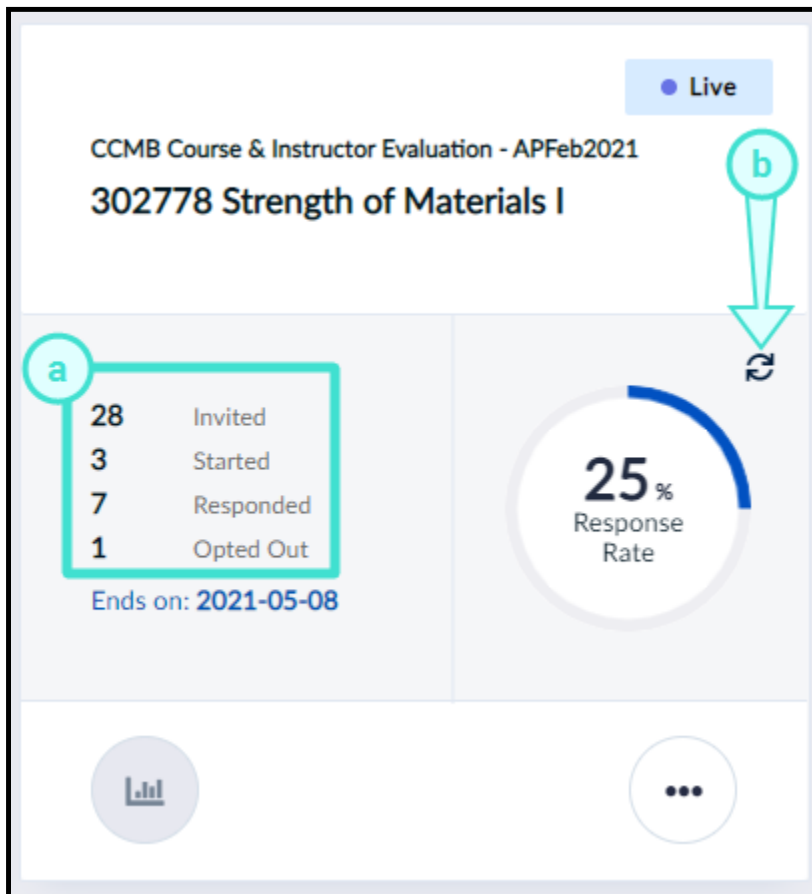 Live
CCMB Course & Instructor Evaluation - APFeb2021
302778 Strength of Materials I
b
a
28 Invited
3 Started
7 Responded
1 Opted Out
Ends on: 2021-05-08
25 %
Response
Rate